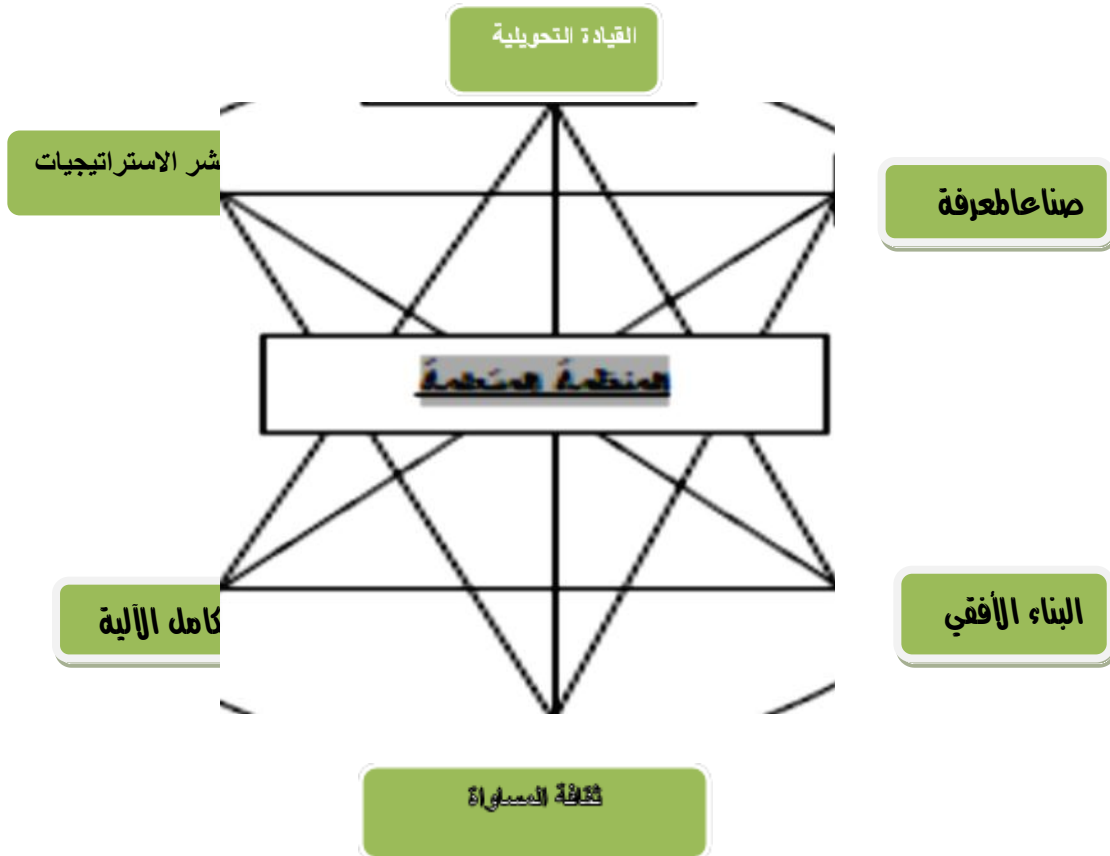 القيادة التحويلية
شر الاستراتيجيات
صناعالمعرفة
المنظمة المتعلمة
كامل الآلية
البناء الأفقي
ثقافة المساواة